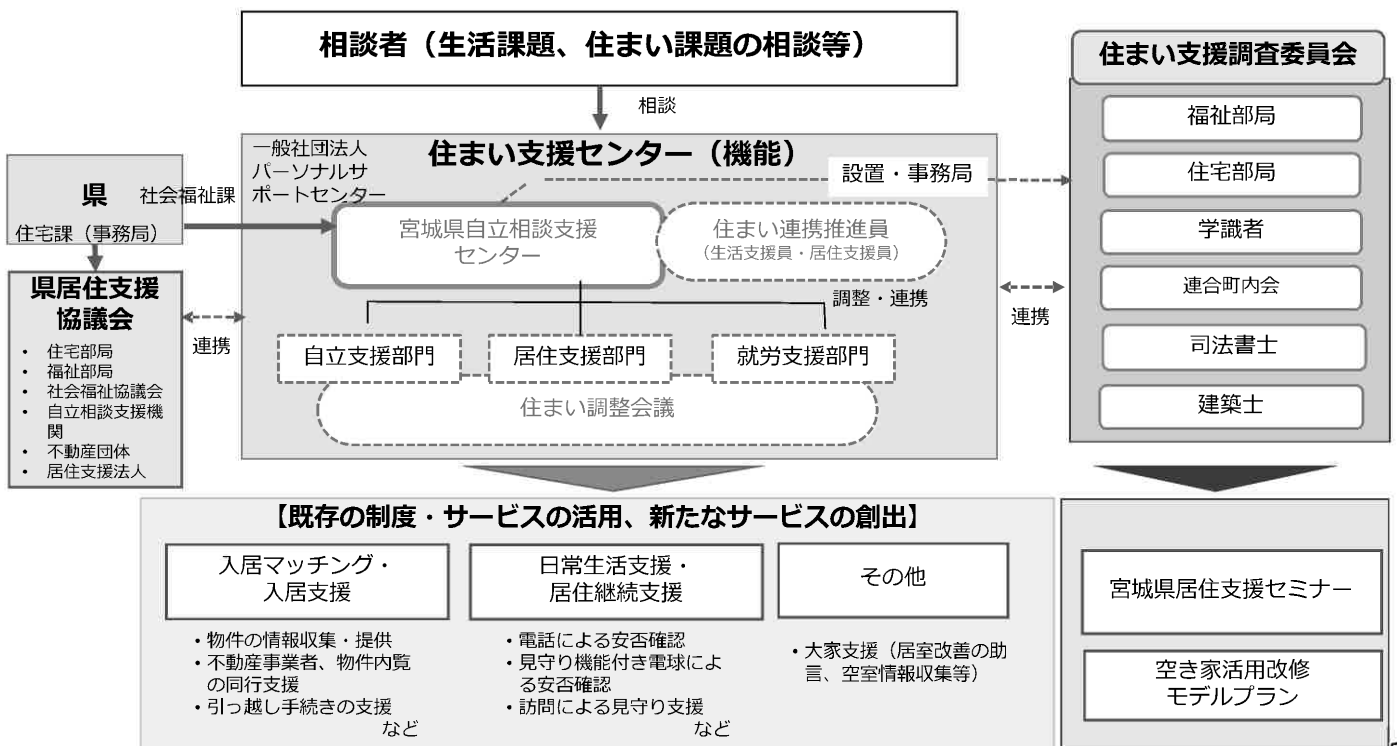 相談者（生活課題、住まい課題の相談等）
相談
住まい支援調査委員会
福祉部局
住宅部局
学識者
連合町内会
司法書士
建築士
県
社会福祉課
住宅課（事務局）
県居住支援
協議会
・ 住宅部局
・ 福祉部局
・ 社会福祉協議会
・ 自立相談支援機
関
・ 不動産団体
・ 居住支援法人
連携
一般社団法人
パーソナルサ
ポートセンター
住まい支援センター（機能）
設置・事務局
宮城県自立相談支援
センター
住まい連携推進員
（生活支援員・居住支援員）
調整・連携
連携
自立支援部門
居住支援部門
就労支援部門
住まい調整会議
【既存の制度・サービスの活用、新たなサービスの創出】
入居マッチング・
入居支援
・物件の情報収集・提供
・不動産事業者、物件内覧
の同行支援
・引っ越し手続きの支援
など
日常生活支援・
居住継続支援
・電話による安否確認
・見守り機能付き電球によ
る安否確認
・訪問による見守り支援
など
その他
・大家支援（居室改善の助
言、空室情報収集等）
宮城県居住支援セミナー
空き家活用改修
モデルプラン